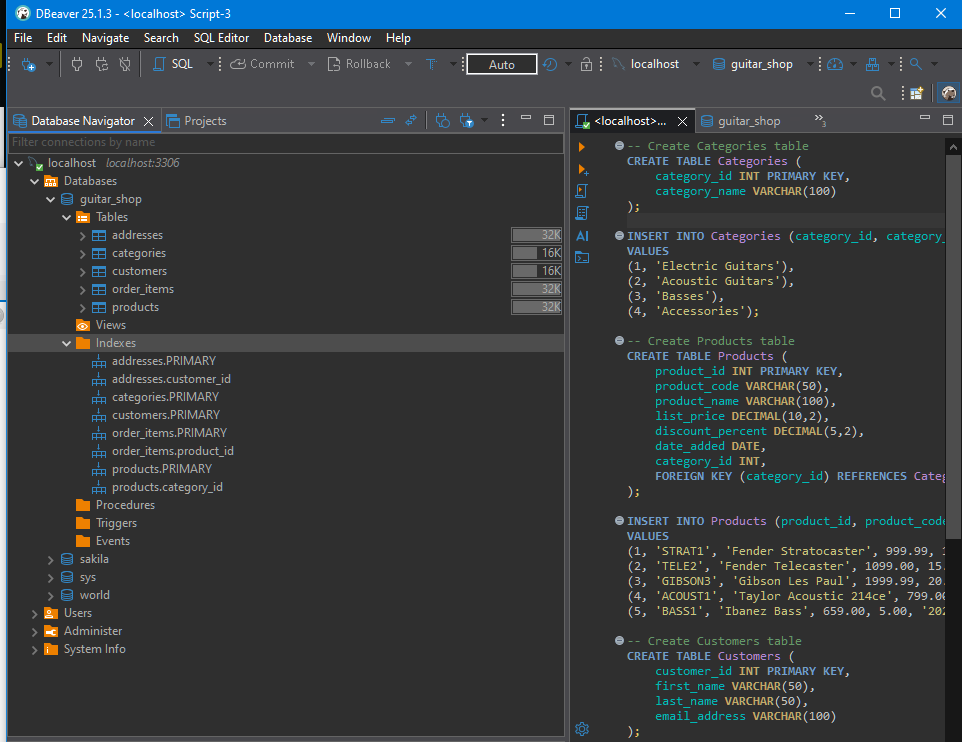 DBeaver 25.1.3 - <localhost> Script-3
File Edit Navigate Search SQL Editor Database Window Help
SQL Commit Rollback T Auto localhost guitar_shop
Database Navigator Projects
Filter connections by name
localhost localhost:3306
Databases
guitar_shop
Tables
addresses 32K
categories 16K
customers 16K
order_items 32K
products 32K
Views
Indexes
addresses.PRIMARY
addresses.customer_id
categories.PRIMARY
customers.PRIMARY
order_items.PRIMARY
order_items.product_id
products.PRIMARY
products.category_id
Procedures
Triggers
Events
sakila
sys
world
Users
Administer
System Info
<localhost>... guitar_shop »3
AI
-- Create Categories table
CREATE TABLE Categories (
category_id INT PRIMARY KEY,
category_name VARCHAR(100)
);
INSERT INTO Categories (category_id, category_
VALUES
(1, 'Electric Guitars'),
(2, 'Acoustic Guitars'),
(3, 'Basses'),
(4, 'Accessories');
-- Create Products table
CREATE TABLE Products (
product_id INT PRIMARY KEY,
product_code VARCHAR(50),
product_name VARCHAR(100),
list_price DECIMAL(10,2),
discount_percent DECIMAL(5,2),
date_added DATE,
category_id INT,
FOREIGN KEY (category_id) REFERENCES Categ
);
INSERT INTO Products (product_id, product_code
VALUES
(1, 'STRAT1', 'Fender Stratocaster', 999.99, 1
(2, 'TELE2', 'Fender Telecaster', 1099.00, 15.
(3, 'GIBSON3', 'Gibson Les Paul', 1999.99, 20.
(4, 'ACOUST1', 'Taylor Acoustic 214ce', 799.00
(5, 'BASS1', 'Ibanez Bass', 659.00, 5.00, '202
-- Create Customers table
CREATE TABLE Customers (
customer_id INT PRIMARY KEY,
first_name VARCHAR(50),
last_name VARCHAR(50),
email_address VARCHAR(100)
);